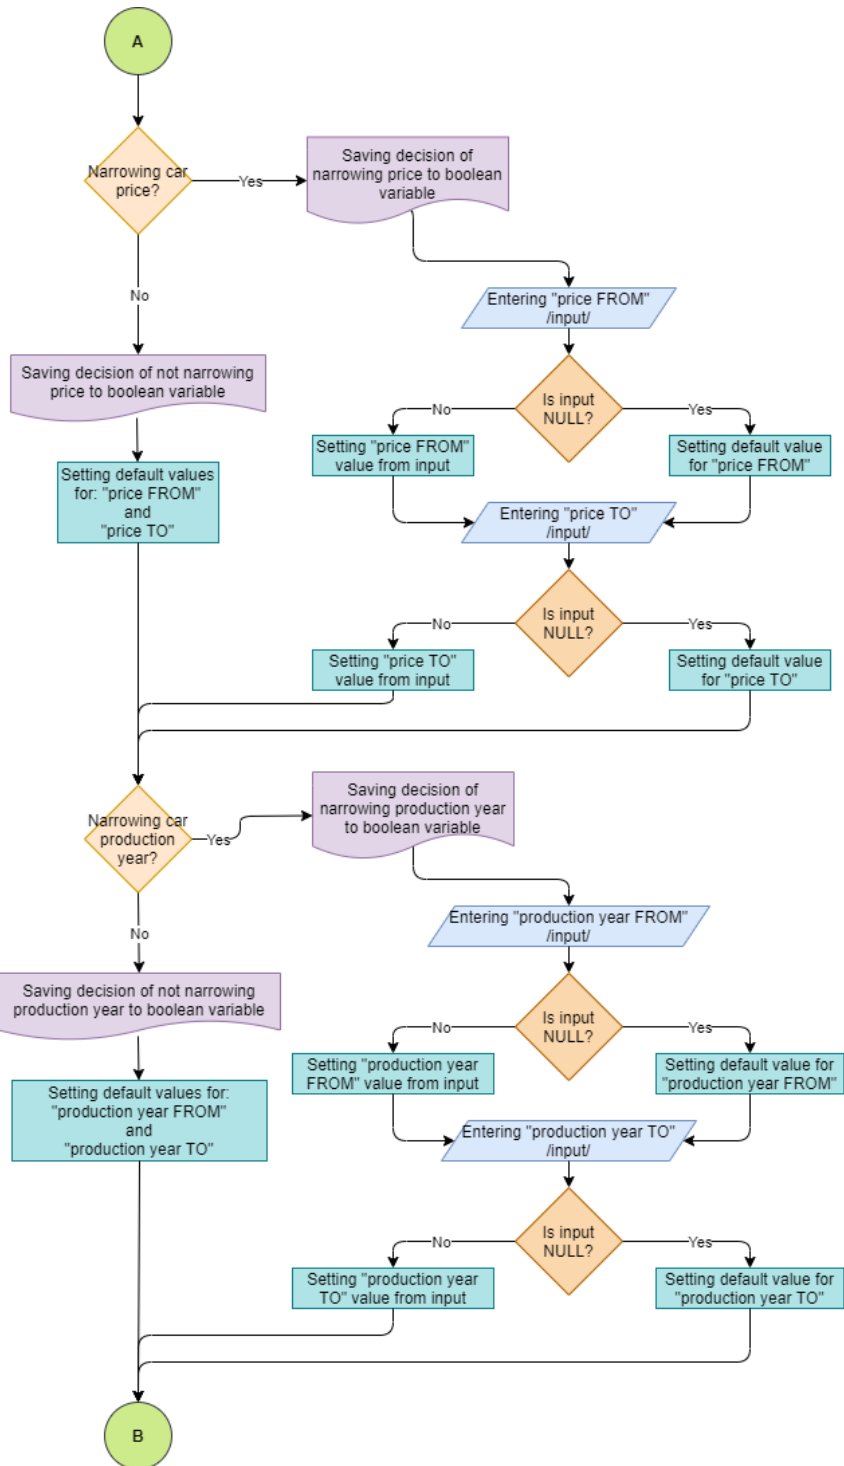 A
Narrowing car
price?
Yes
Saving decision of
narrowing price to boolean
variable
No
Entering "price FROM"
/input/
Saving decision of not narrowing
price to boolean variable
Is input
NULL?
No
Yes
Setting "price FROM"
value from input
Setting default value
for "price FROM"
Setting default values
for: "price FROM"
and
"price TO"
Entering "price TO"
/input/
Is input
NULL?
No
Yes
Setting "price TO"
value from input
Setting default value
for "price TO"
Narrowing car
production
year?
Yes
Saving decision of
narrowing production year
to boolean variable
No
Entering "production year FROM"
/input/
Saving decision of not narrowing
production year to boolean variable
Is input
NULL?
No
Yes
Setting "production year
FROM" value from input
Setting default value for
"production year FROM"
Setting default values for:
"production year FROM"
and
"production year TO"
Entering "production year TO"
/input/
Is input
NULL?
No
Yes
Setting "production year
TO" value from input
Setting default value for
"production year TO"
B